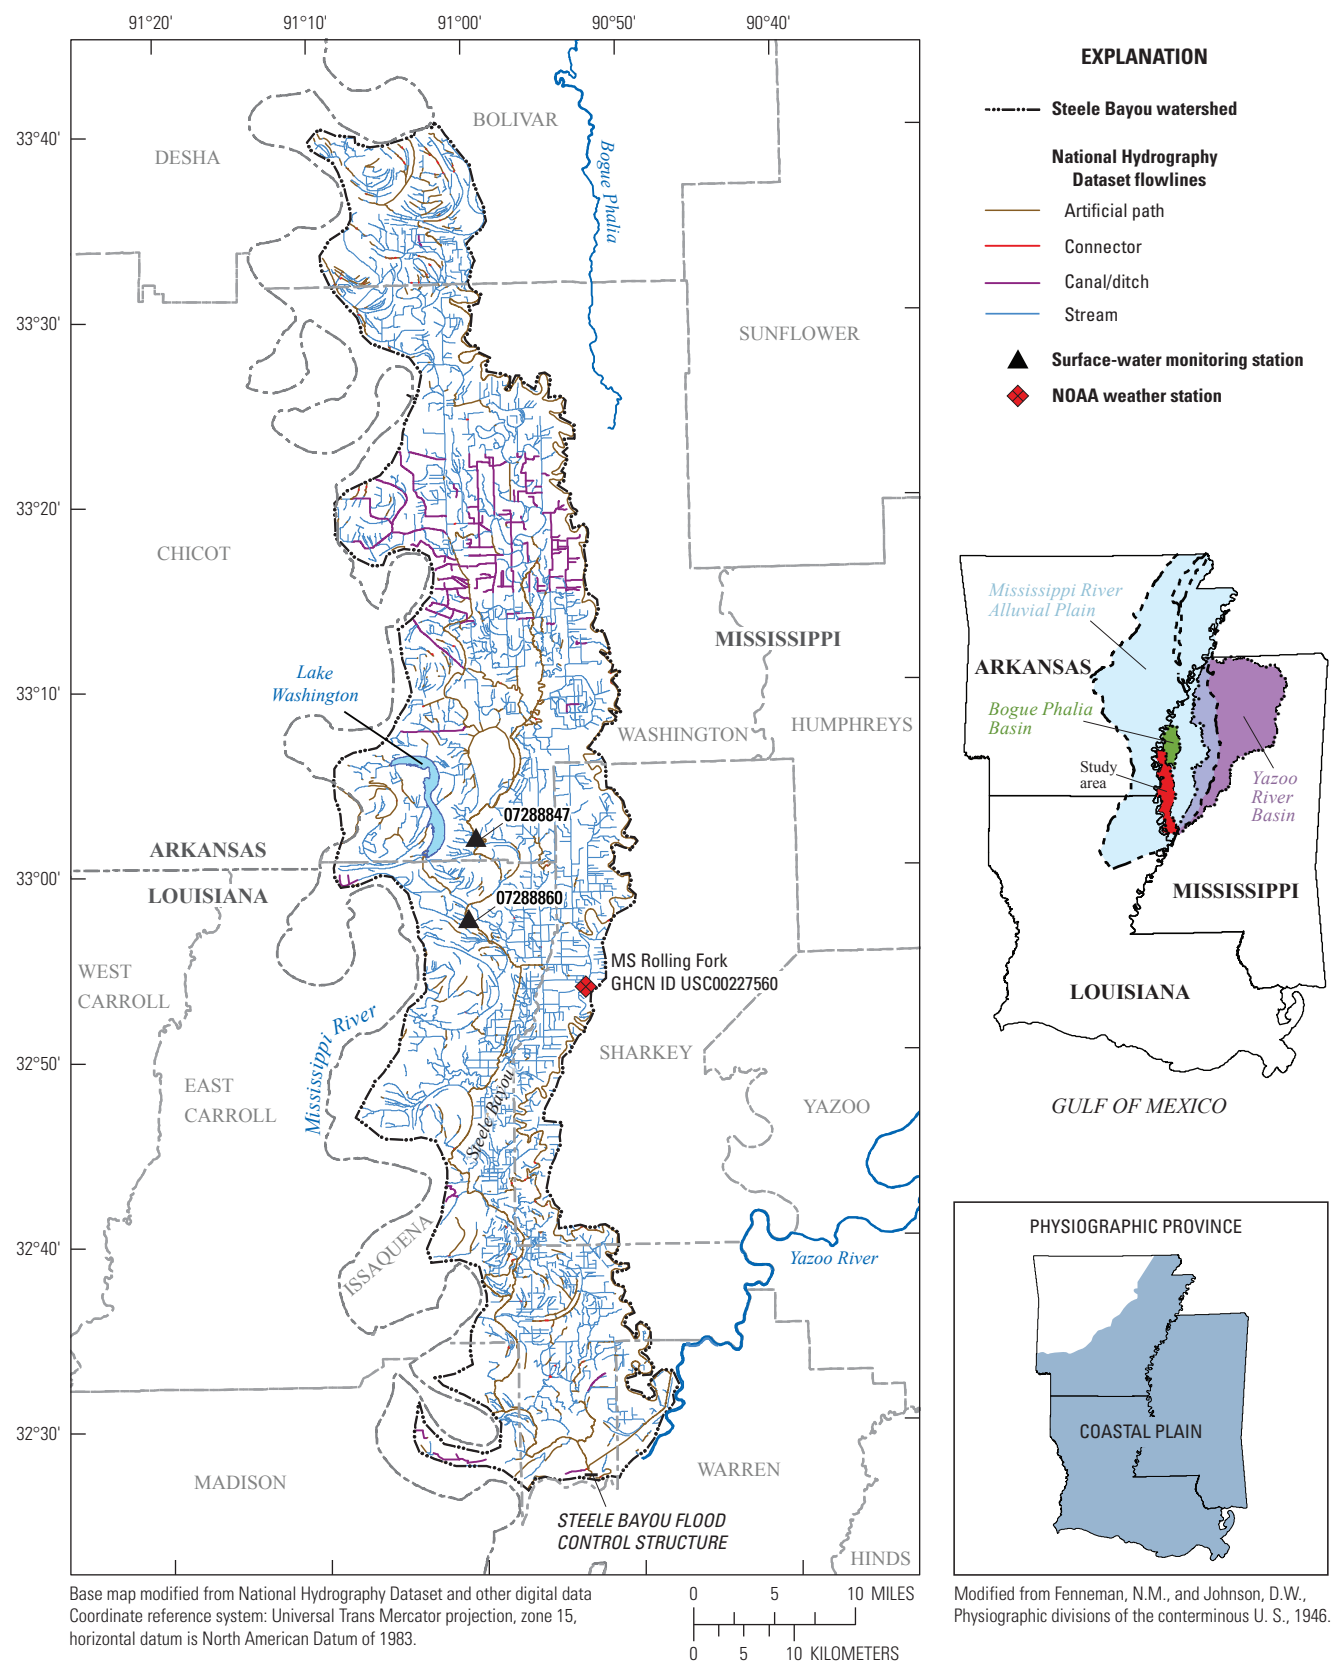 91°20'
91°10'
91°00'
90°50'
90°40'
33°40'
33°30'
33°20'
33°10'
33°00'
32°50'
32°40'
32°30'
BOLIVAR
DESHA
Bogue Phalia
SUNFLOWER
CHICOT
MISSISSIPPI
Lake
Washington
WASHINGTON
HUMPHREYS
07288847
ARKANSAS
LOUISIANA
07288860
WEST
CARROLL
MS Rolling Fork
GHCN ID USC00227560
Mississippi River
SHARKEY
EAST
CARROLL
Steele Bayou
YAZOO
ISSAQUENA
Yazoo River
MADISON
WARREN
STEELE BAYOU FLOOD
CONTROL STRUCTURE
HINDS
EXPLANATION
Steele Bayou watershed
National Hydrography
Dataset flowlines
Artificial path
Connector
Canal/ditch
Stream
Surface-water monitoring station
NOAA weather station
Mississippi River
Alluvial Plain
ARKANSAS
Bogue Phalia
Basin
Study
area
Yazoo
River
Basin
MISSISSIPPI
LOUISIANA
GULF OF MEXICO
PHYSIOGRAPHIC PROVINCE
COASTAL PLAIN
Base map modified from National Hydrography Dataset and other digital data
Coordinate reference system: Universal Trans Mercator projection, zone 15,
horizontal datum is North American Datum of 1983.
0 5 10 MILES
0 5 10 KILOMETERS
Modified from Fenneman, N.M., and Johnson, D.W.,
Physiographic divisions of the conterminous U. S., 1946.